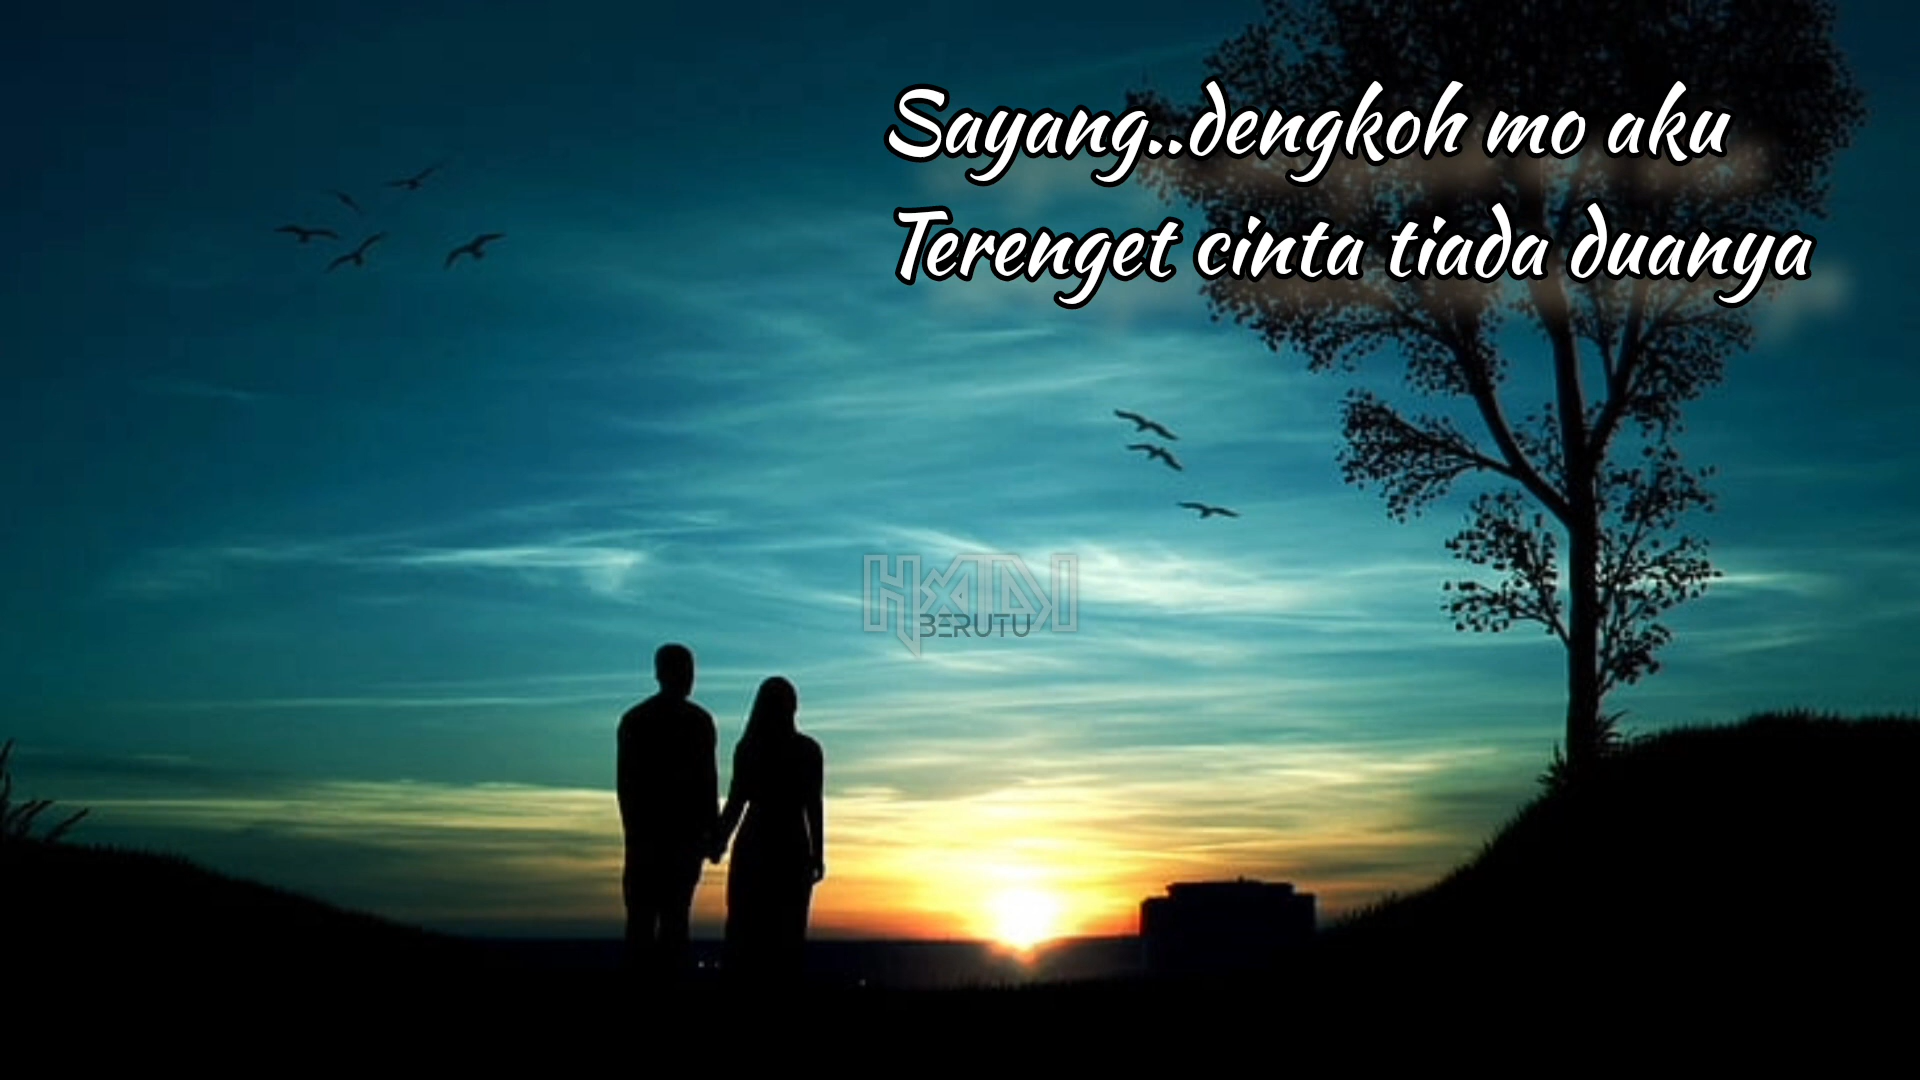 Sayang..dengkoh mo aku
Terenget cinta tiada duanya
HADI
BERUTU